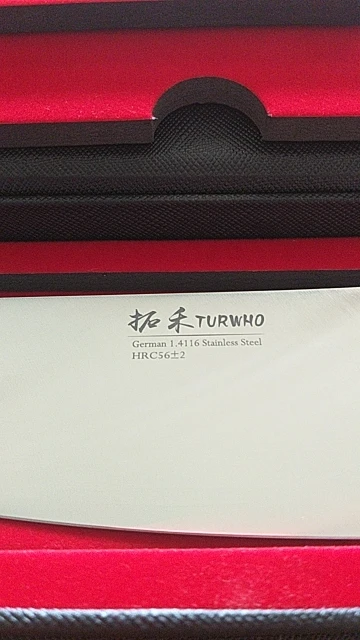 拓禾TURWHO
German 1.4116 Stainless Steel
HRC56±2